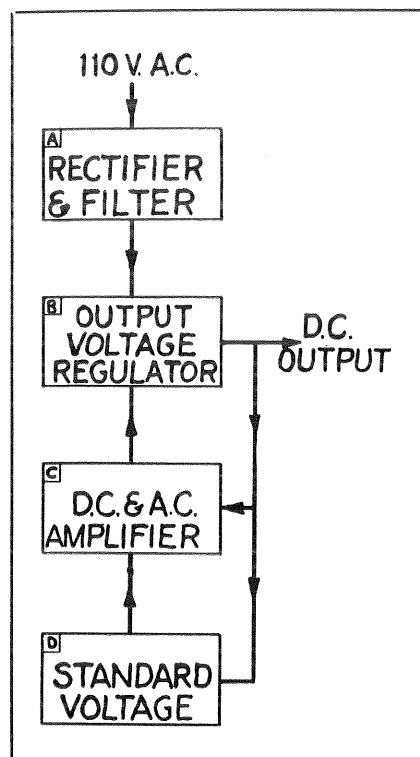 110 V. A.C.
A
RECTIFIER
& FILTER
B
OUTPUT
VOLTAGE
REGULATOR
D.C.
OUTPUT
C
D.C. & A.C.
AMPLIFIER
D
STANDARD
VOLTAGE